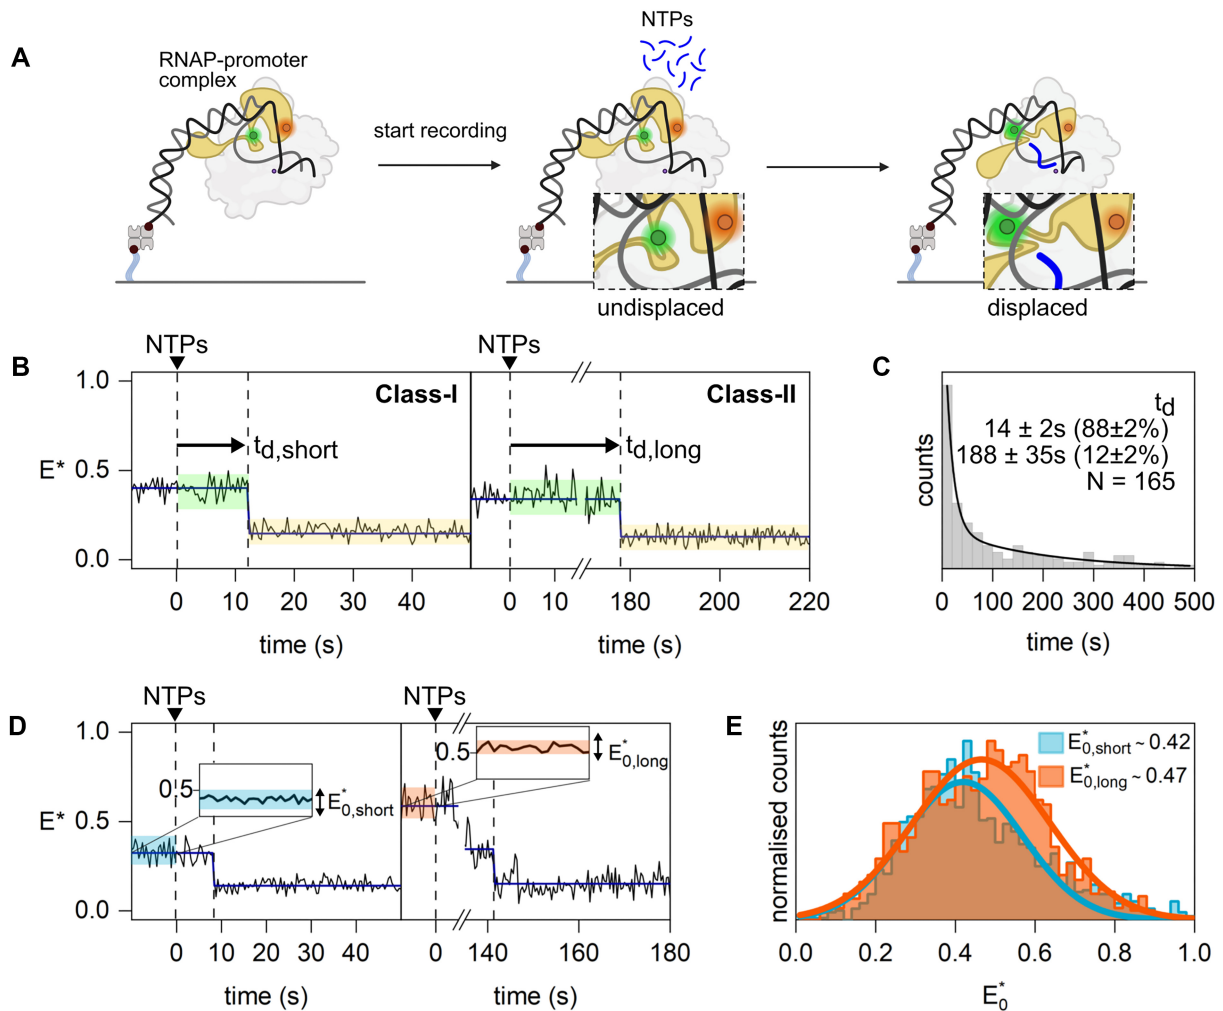 A
RNAP-promoter
complex
start recording
NTPs
undisplaced
displaced
B
NTPs
NTPs
Class-I
Class-II
t_d,short
t_d,long
1.0
0.5
0.0
E*
0 10 20 30 40
0 10 180 200 220
time (s)
time (s)
C
t_d
14 ± 2s (88±2%)
188 ± 35s (12±2%)
N = 165
counts
0 100 200 300 400 500
time (s)
D
NTPs
NTPs
1.0
0.5
0.0
E*
0.5
E*0,short
0.5
E*0,long
0 10 20 30 40
0 140 160 180
time (s)
time (s)
E
normalised counts
E*0,short ~ 0.42
E*0,long ~ 0.47
0.0 0.2 0.4 0.6 0.8 1.0
E*0